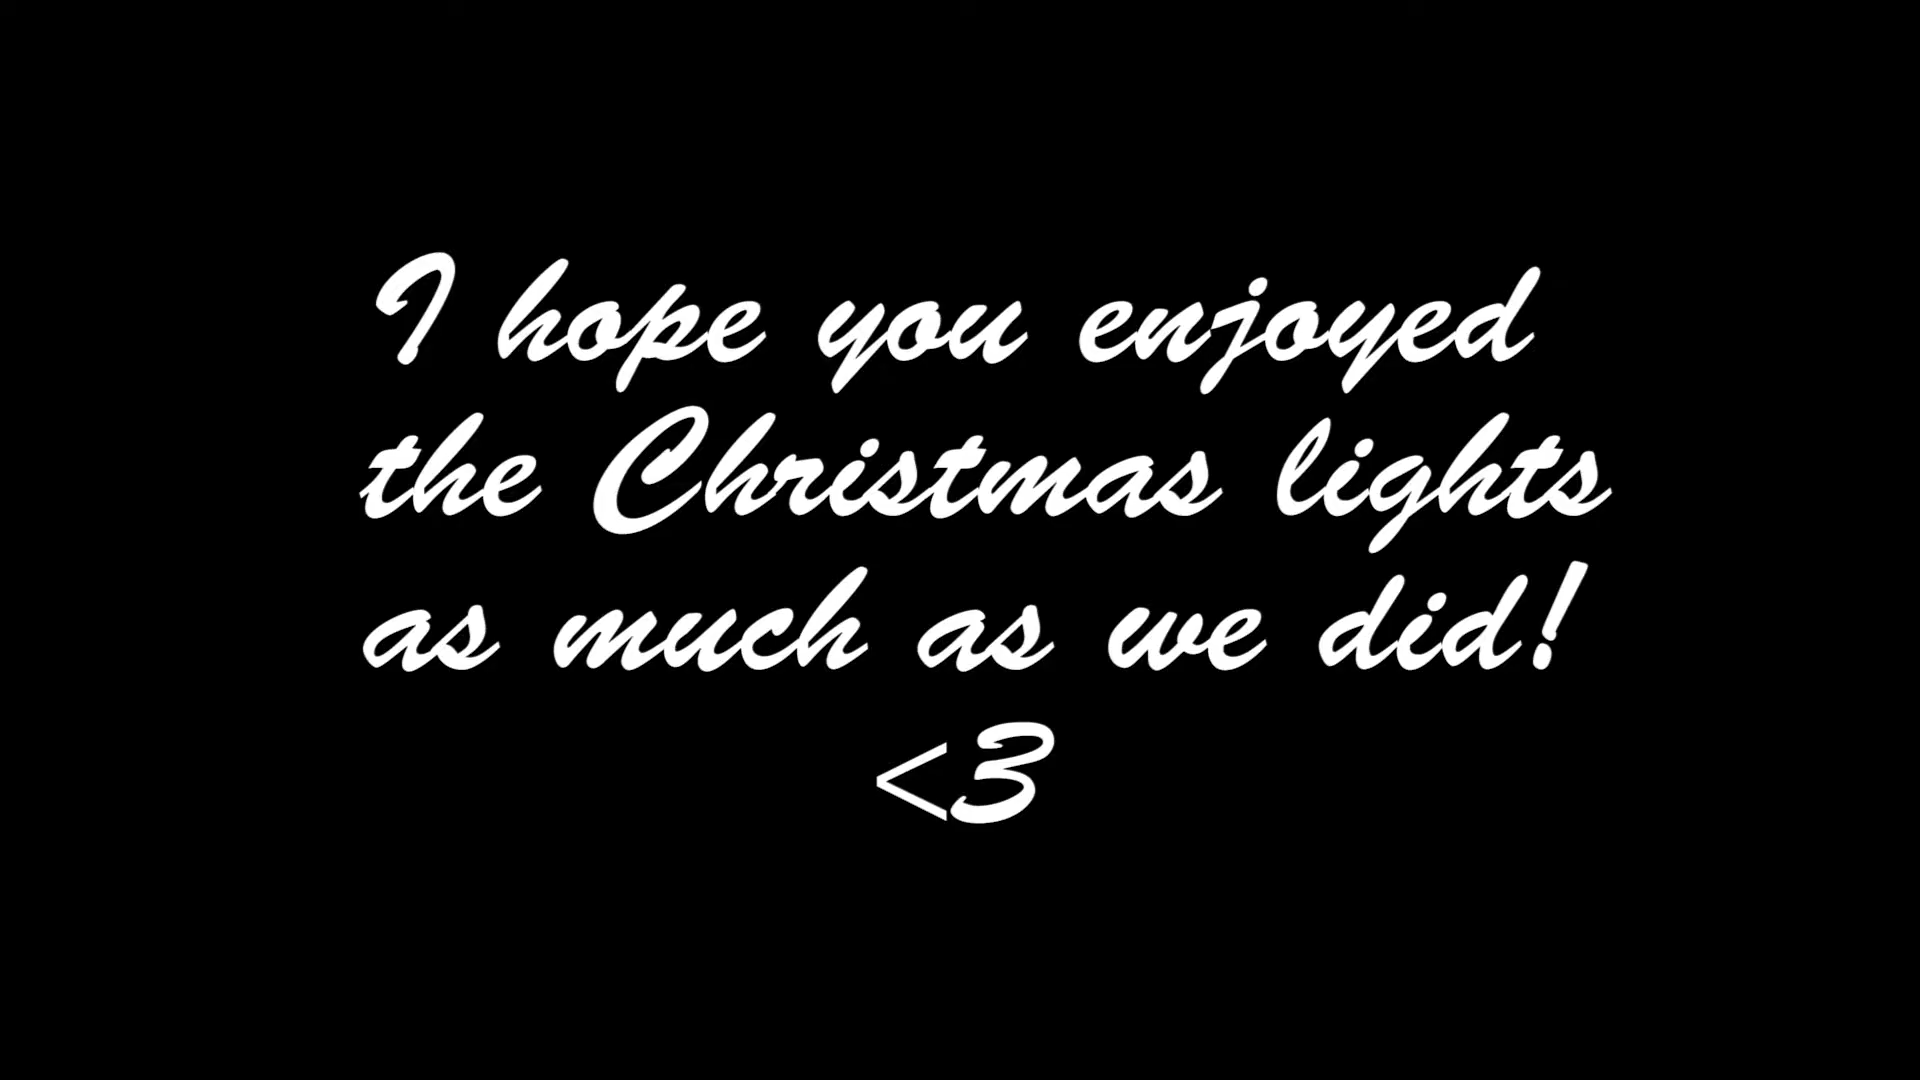 I hope you enjoyed
the Christmas lights
as much as we did!
<3